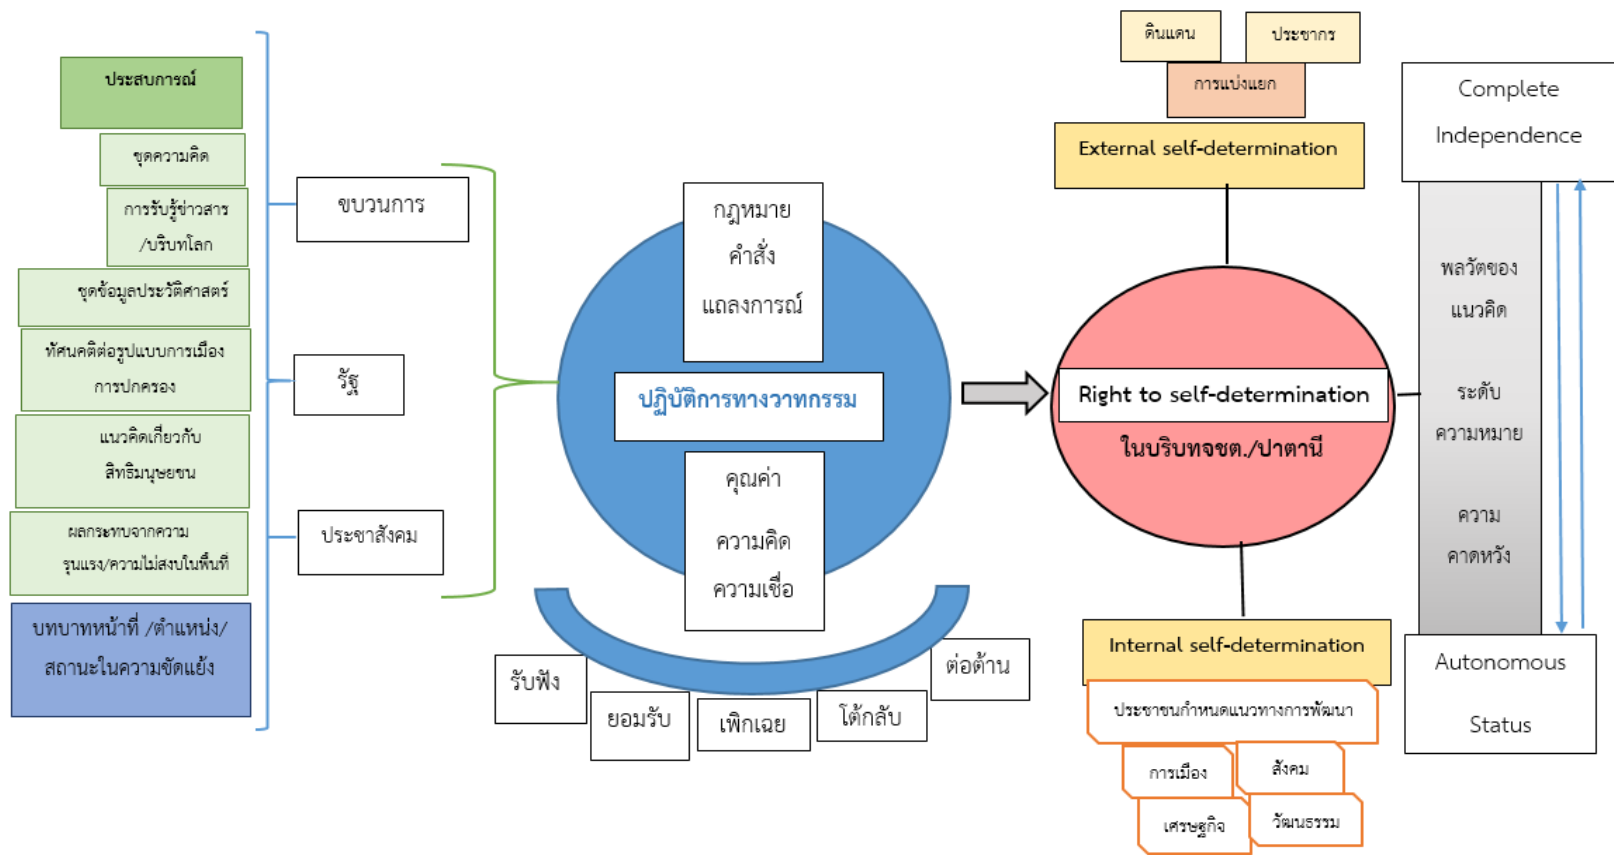 ประสบการณ์
ชุดความคิด
การรับรู้ข่าวสาร
/บริบทโลก
ชุดข้อมูลประวัติศาสตร์
ทัศนคติต่อรูปแบบการเมือง
การปกครอง
แนวคิดเกี่ยวกับ
สิทธิมนุษยชน
ผลกระทบจากความ
รุนแรง/ความไม่สงบในพื้นที่
บทบาทหน้าที่ /ตำแหน่ง/
สถานะในความขัดแย้ง
ขบวนการ
รัฐ
ประชาสังคม
กฎหมาย
คำสั่ง
แถลงการณ์
ปฏิบัติการทางวาทกรรม
คุณค่า
ความคิด
ความเชื่อ
รับฟัง
ยอมรับ
เพิกเฉย
โต้กลับ
ต่อต้าน
ดินแดน
ประชากร
การแบ่งแยก
External self-determination
Right to self-determination
ในบริบทจชต./ปาตานี
Internal self-determination
ประชาชนกำหนดแนวทางการพัฒนา
การเมือง
สังคม
เศรษฐกิจ
วัฒนธรรม
Complete
Independence
พลวัตของ
แนวคิด
ระดับ
ความหมาย
ความ
คาดหวัง
Autonomous
Status